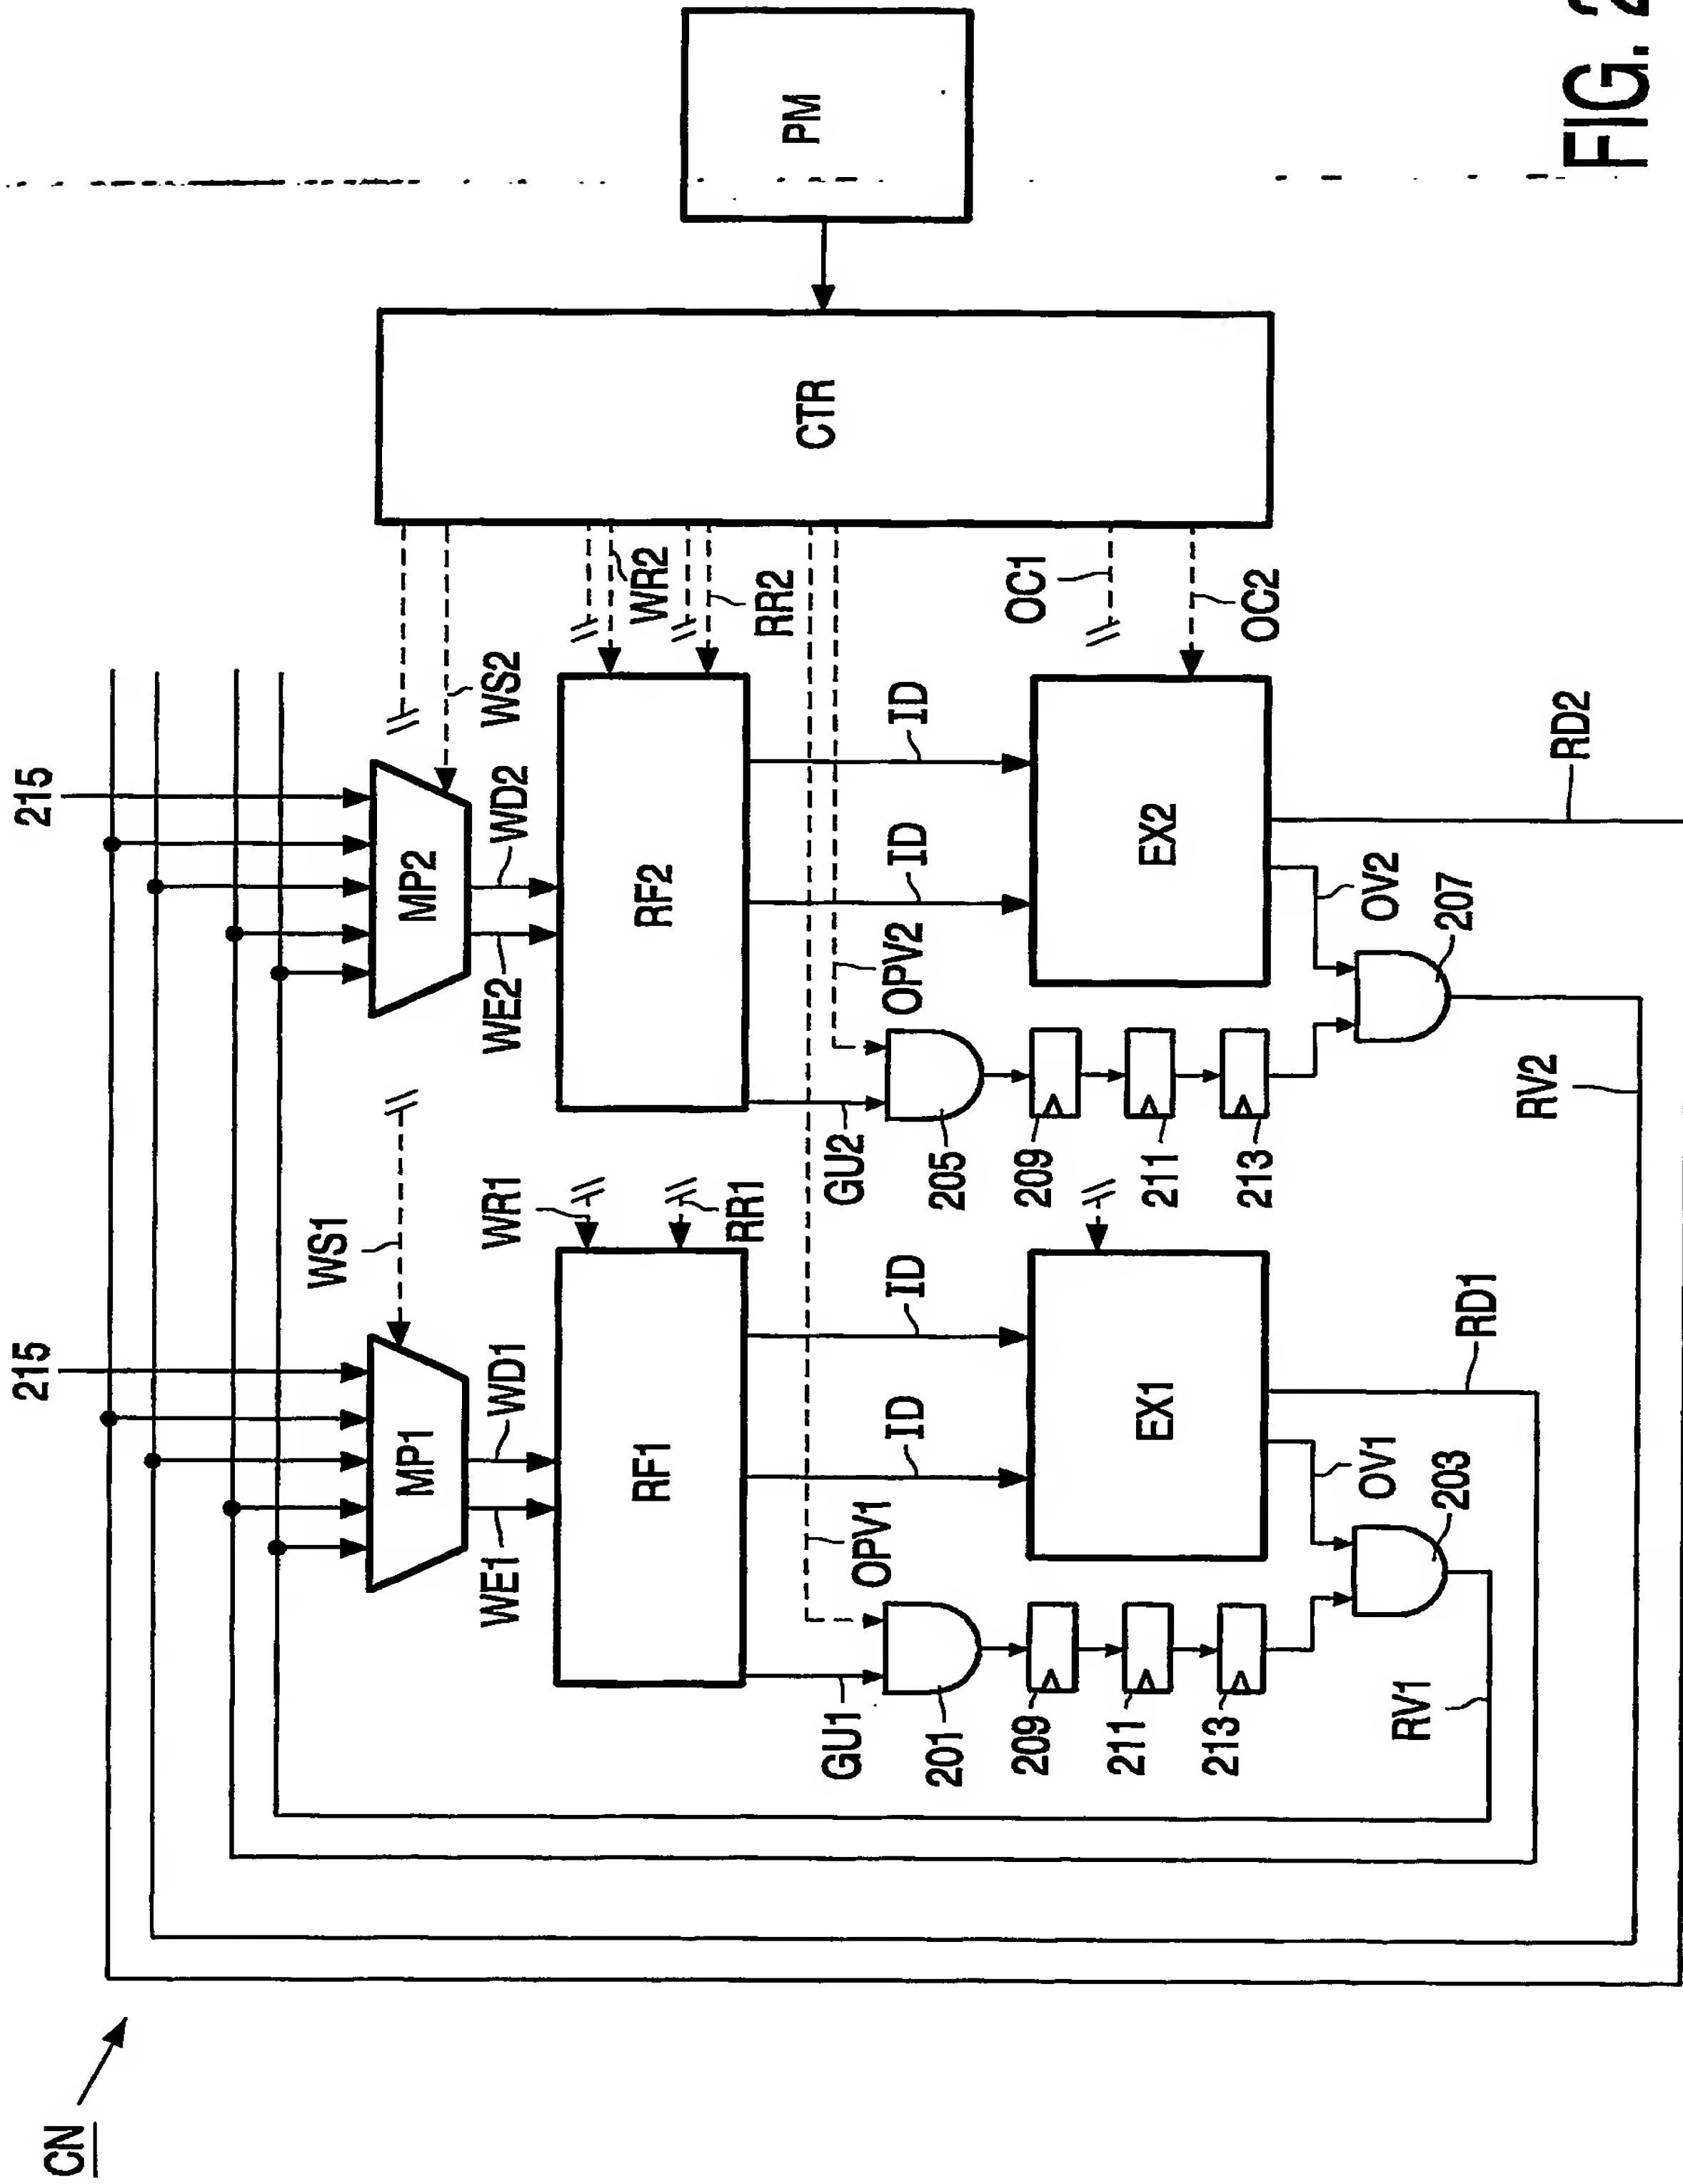 CN
215
215
WS1
WS2
MP1
MP2
WE1
WD1
WE2
WD2
WR1
RR1
WR2
RR2
RF1
RF2
CTR
PM
GU1
OPV1
ID
ID
GU2
OPV2
ID
ID
201
205
OC1
OC2
209
211
213
EX1
209
211
213
EX2
OV1
203
OV2
207
RV1
RD1
RV2
RD2
FIG. 2